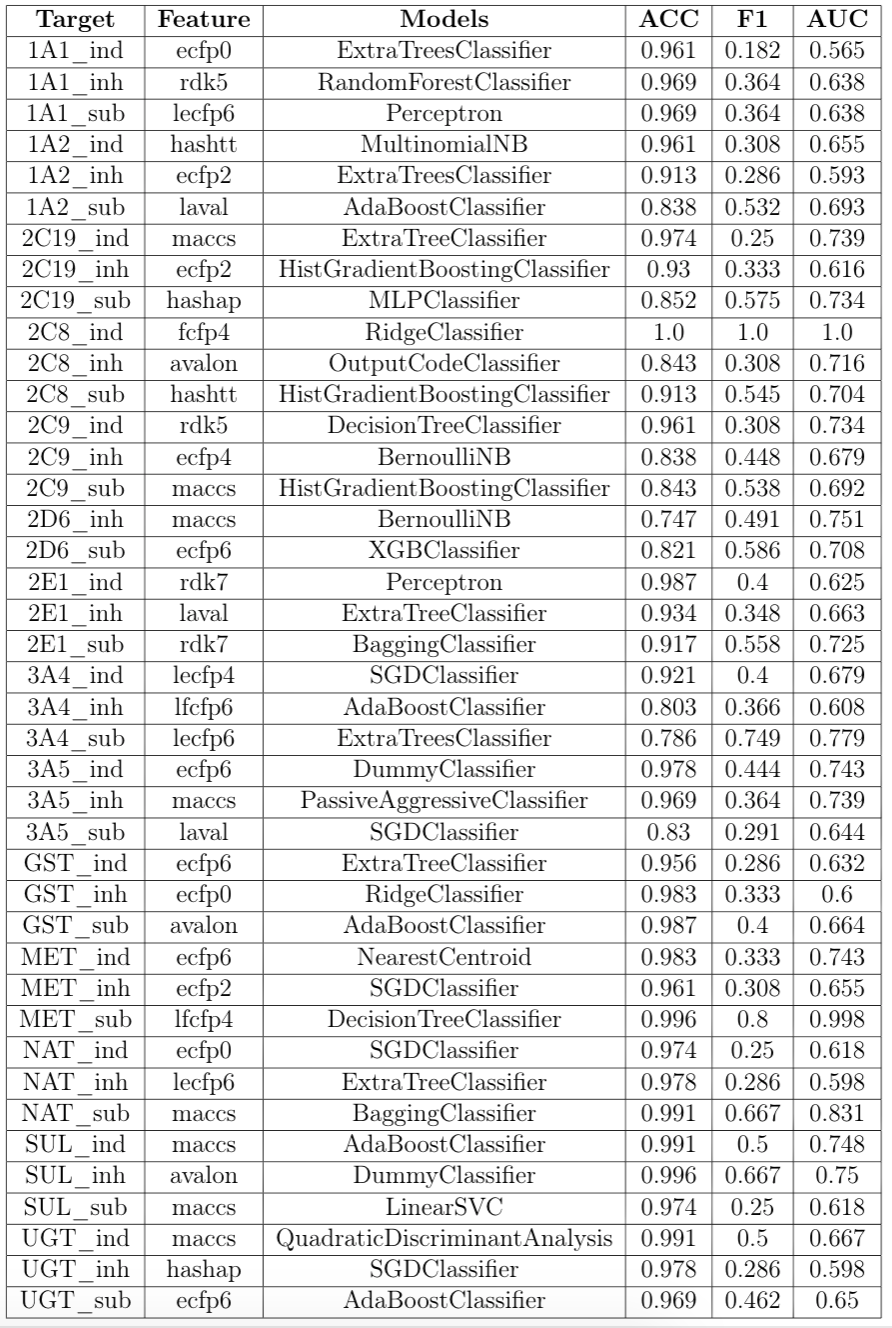 Target Feature Models ACC F1 AUC
1A1_ind ecfp0 ExtraTreesClassifier 0.961 0.182 0.565
1A1_inh rdk5 RandomForestClassifier 0.969 0.364 0.638
1A1_sub lecfp6 Perceptron 0.969 0.364 0.638
1A2_ind hashtt MultinomialNB 0.961 0.308 0.655
1A2_inh ecfp2 ExtraTreesClassifier 0.913 0.286 0.593
1A2_sub laval AdaBoostClassifier 0.838 0.532 0.693
2C19_ind maccs ExtraTreeClassifier 0.974 0.25 0.739
2C19_inh ecfp2 HistGradientBoostingClassifier 0.93 0.333 0.616
2C19_sub hashap MLPClassifier 0.852 0.575 0.734
2C8_ind fcfp4 RidgeClassifier 1.0 1.0 1.0
2C8_inh avalon OutputCodeClassifier 0.843 0.308 0.716
2C8_sub hashtt HistGradientBoostingClassifier 0.913 0.545 0.704
2C9_ind rdk5 DecisionTreeClassifier 0.961 0.308 0.734
2C9_inh ecfp4 BernoulliNB 0.838 0.448 0.679
2C9_sub maccs HistGradientBoostingClassifier 0.843 0.538 0.692
2D6_inh maccs BernoulliNB 0.747 0.491 0.751
2D6_sub ecfp6 XGBClassifier 0.821 0.586 0.708
2E1_ind rdk7 Perceptron 0.987 0.4 0.625
2E1_inh laval ExtraTreeClassifier 0.934 0.348 0.663
2E1_sub rdk7 BaggingClassifier 0.917 0.558 0.725
3A4_ind lecfp4 SGDClassifier 0.921 0.4 0.679
3A4_inh lfcfp6 AdaBoostClassifier 0.803 0.366 0.608
3A4_sub lecfp6 ExtraTreesClassifier 0.786 0.749 0.779
3A5_ind ecfp6 DummyClassifier 0.978 0.444 0.743
3A5_inh maccs PassiveAggressiveClassifier 0.969 0.364 0.739
3A5_sub laval SGDClassifier 0.83 0.291 0.644
GST_ind ecfp6 ExtraTreeClassifier 0.956 0.286 0.632
GST_inh ecfp0 RidgeClassifier 0.983 0.333 0.6
GST_sub avalon AdaBoostClassifier 0.987 0.4 0.664
MET_ind ecfp6 NearestCentroid 0.983 0.333 0.743
MET_inh ecfp2 SGDClassifier 0.961 0.308 0.655
MET_sub lfcfp4 DecisionTreeClassifier 0.996 0.8 0.998
NAT_ind ecfp0 SGDClassifier 0.974 0.25 0.618
NAT_inh lecfp6 ExtraTreeClassifier 0.978 0.286 0.598
NAT_sub maccs BaggingClassifier 0.991 0.667 0.831
SUL_ind maccs AdaBoostClassifier 0.991 0.5 0.748
SUL_inh avalon DummyClassifier 0.996 0.667 0.75
SUL_sub maccs LinearSVC 0.974 0.25 0.618
UGT_ind maccs QuadraticDiscriminantAnalysis 0.991 0.5 0.667
UGT_inh hashap SGDClassifier 0.978 0.286 0.598
UGT_sub ecfp6 AdaBoostClassifier 0.969 0.462 0.65